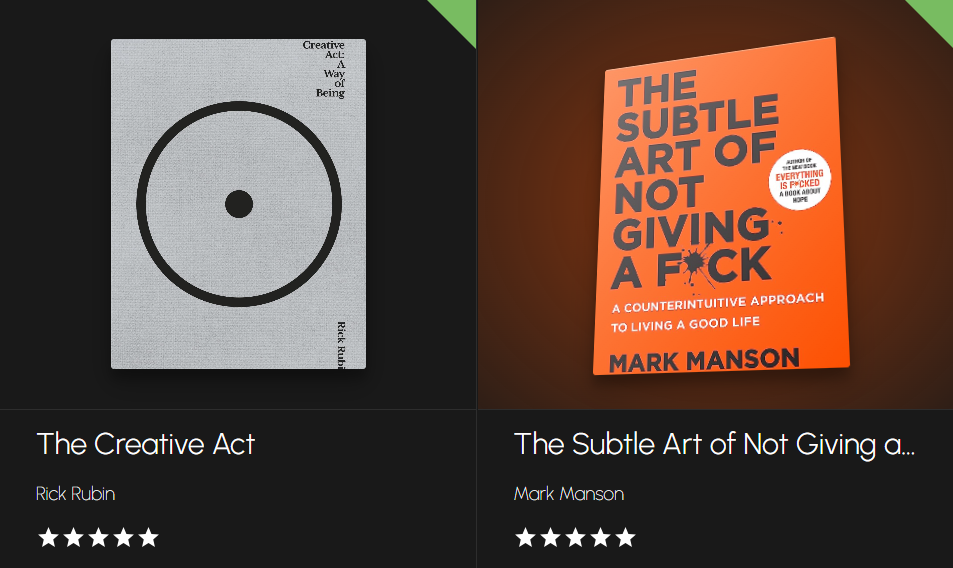 Creative
Act:
A
Way
of
Being
Rick Rubi
The Creative Act
Rick Rubin
THE
SUBTLE
ART OF
NOT
GIVING
A F*CK
AUTHOR OF
THE NEW BOOK
EVERYTHING
IS F*CKED
A BOOK ABOUT
HOPE
A COUNTERINTUITIVE APPROACH
TO LIVING A GOOD LIFE
MARK MANSON
The Subtle Art of Not Giving a...
Mark Manson